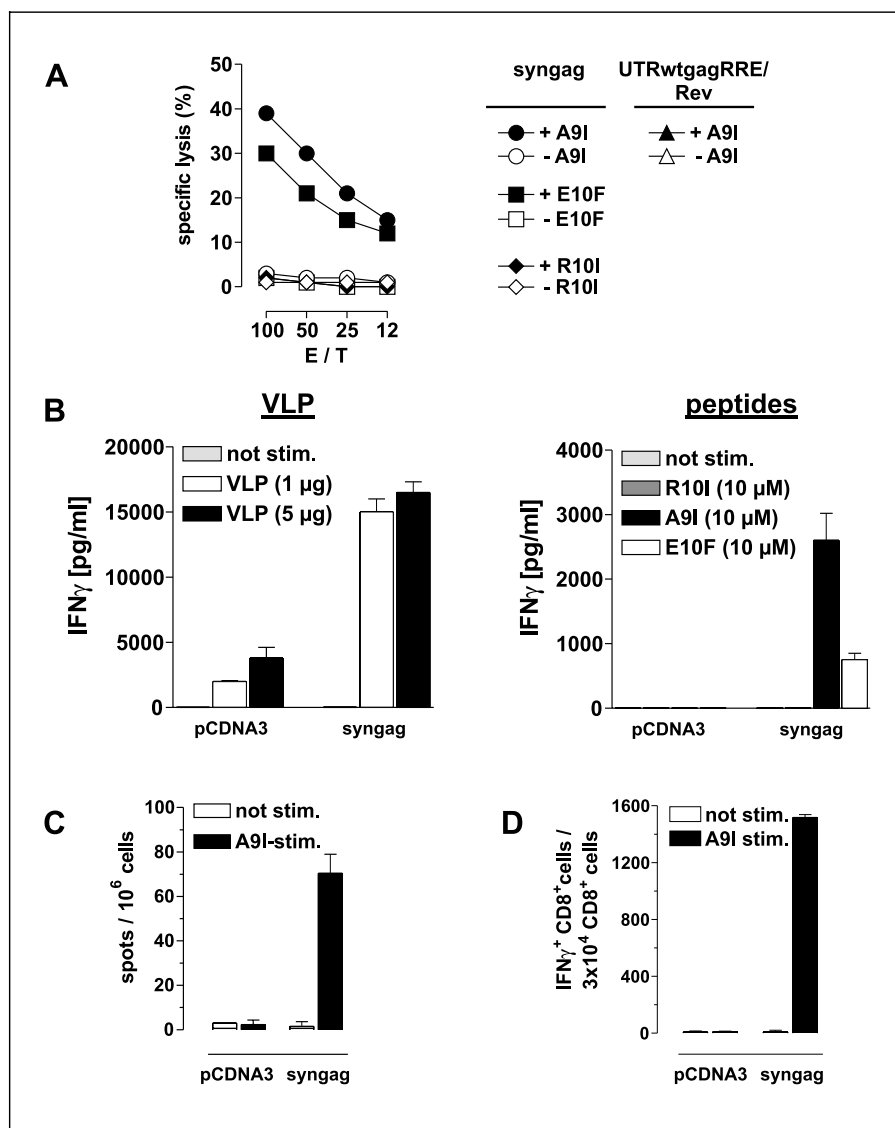 A
50
40
30
20
10
0
specific lysis (%)
100 50 25 12
E / T
syngag
UTRwtgagRRE/
Rev
+ A9I
- A9I
+ E10F
- E10F
+ R10I
- R10I
+ A9I
- A9I
B
VLP
20000
15000
10000
5000
0
IFNγ [pg/ml]
not stim.
VLP (1 µg)
VLP (5 µg)
pCDNA3 syngag
peptides
4000
3000
2000
1000
0
IFNγ [pg/ml]
not stim.
R10I (10 µM)
A9I (10 µM)
E10F (10 µM)
pCDNA3 syngag
C
100
80
60
40
20
0
spots / 10⁶ cells
not stim.
A9I-stim.
pCDNA3 syngag
D
1600
1200
800
400
0
IFNγ⁺ CD8⁺cells /
3x10⁴ CD8⁺ cells
not stim.
A9I stim.
pCDNA3 syngag